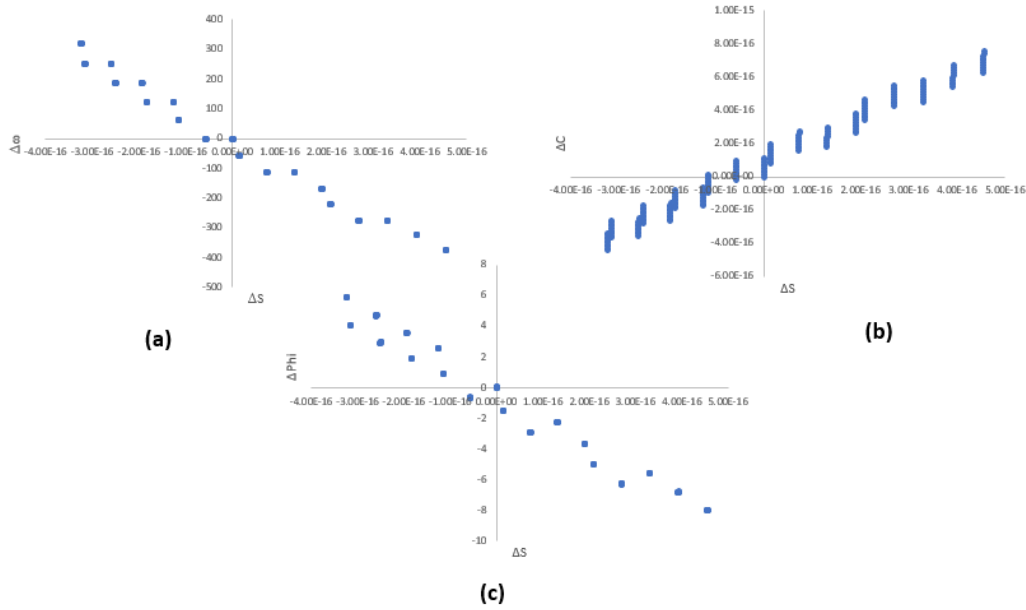 400
300
200
100
0
-100
-200
-300
-400
-500
-4.00E-16 -3.00E-16 -2.00E-16 -1.00E-16 0.00E+00 1.00E-16 2.00E-16 3.00E-16 4.00E-16 5.00E-16
Δω
ΔS
(a)
1.00E-15
8.00E-16
6.00E-16
4.00E-16
2.00E-16
0.00E+00
-2.00E-16
-4.00E-16
-6.00E-16
-4.00E-16 -3.00E-16 -2.00E-16 -1.00E-16 0.00E+00 1.00E-16 2.00E-16 3.00E-16 4.00E-16 5.00E-16
ΔC
ΔS
(b)
8
6
4
2
0
-2
-4
-6
-8
-10
-4.00E-16 -3.00E-16 -2.00E-16 -1.00E-16 0.00E+00 1.00E-16 2.00E-16 3.00E-16 4.00E-16 5.00E-16
ΔPhi
ΔS
(c)